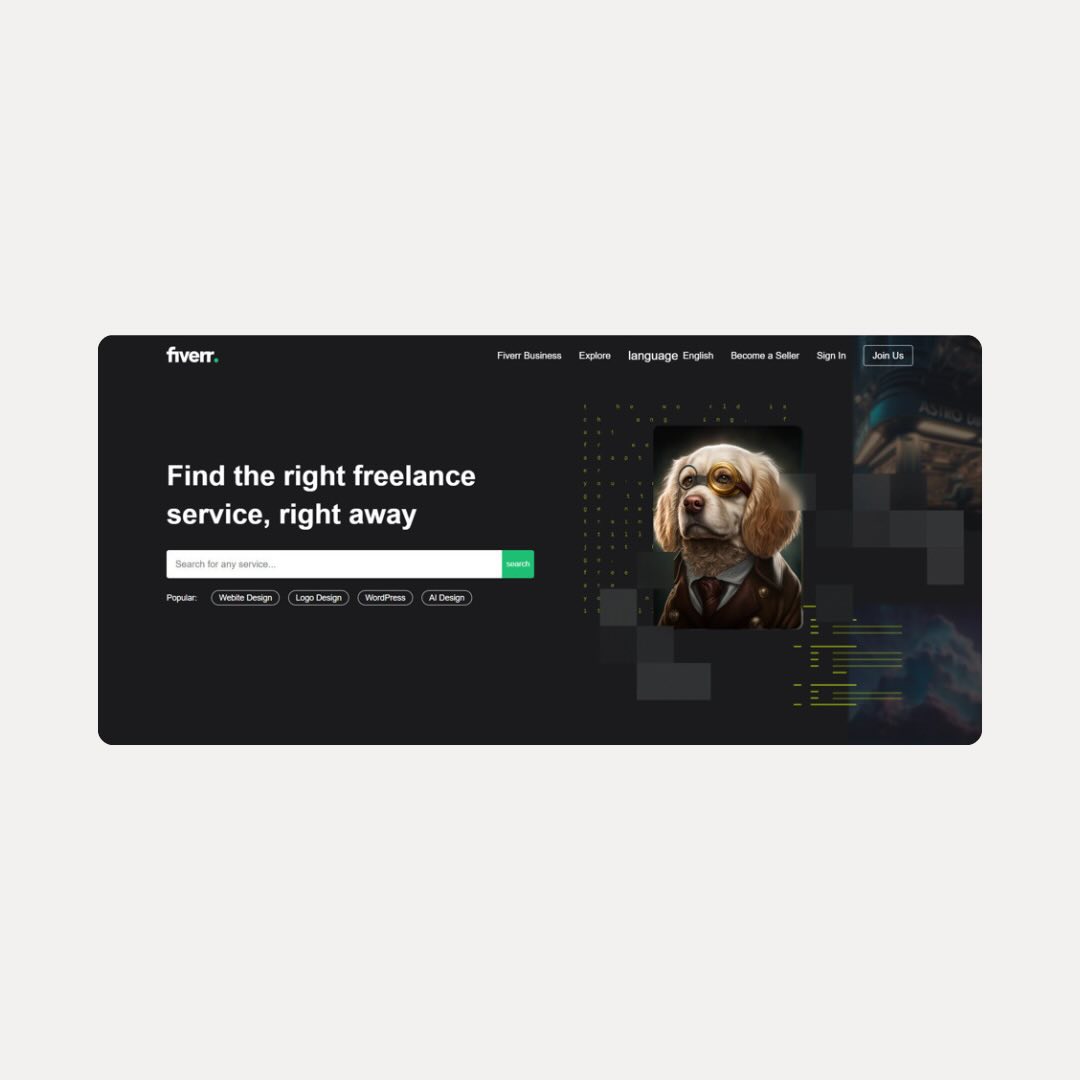 fiverr.
Fiverr Business Explore language English Become a Seller Sign In Join Us
ASTRO
t h e w o r l d i s
c h a n g i n g . f
a s t
f r e e
a d a p t
e r
y o u ' v
Find the right freelance
service, right away
s t i l l
j u s t
g o .
Search for any service... search
f r e e
a r e
Popular: Webite Design Logo Design WordPress AI Design